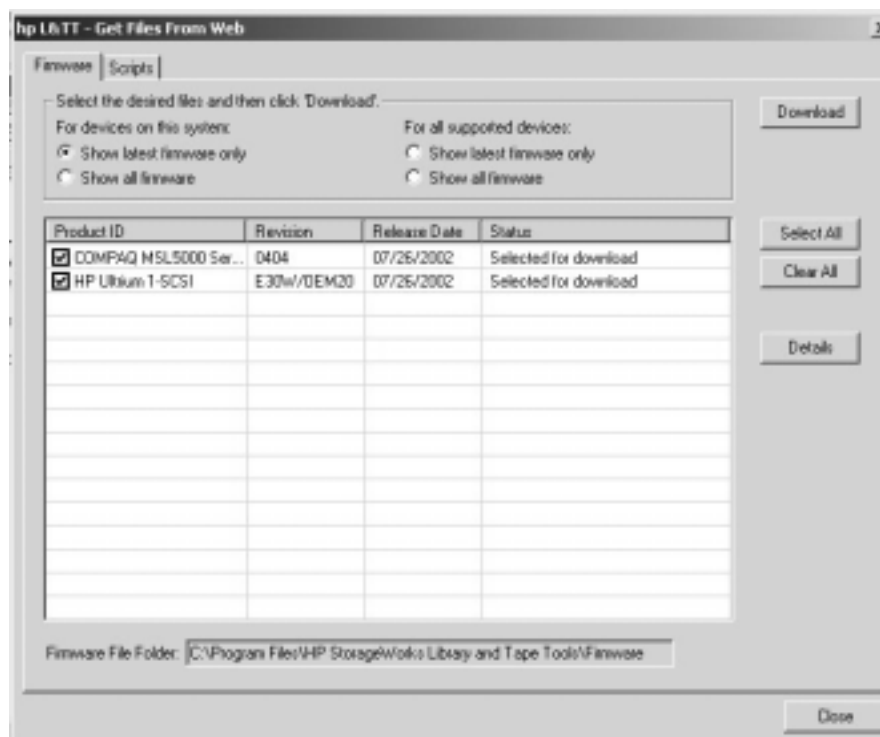 hp L&TT - Get Files From Web
Firmware Scripts
Select the desired files and then click 'Download'.
For devices on this system: For all supported devices:
Show latest firmware only Show latest firmware only
Show all firmware Show all firmware
Download
Product ID Revision Release Date Status
COMPAQ MSL5000 Ser... 0404 07/26/2002 Selected for download
HP Ultrium 1-SCSI E30W/OEM20 07/26/2002 Selected for download
Select All
Clear All
Details
Firmware File Folder: C:\Program Files\HP StorageWorks Library and Tape Tools\Firmware
Close